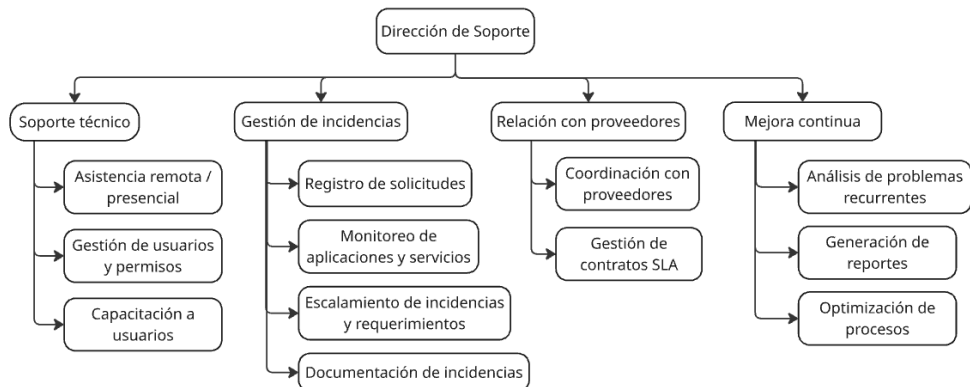 Dirección de Soporte
Soporte técnico
Asistencia remota /
presencial
Gestión de usuarios
y permisos
Capacitación a
usuarios
Gestión de incidencias
Registro de solicitudes
Monitoreo de
aplicaciones y servicios
Escalamiento de incidencias
y requerimientos
Documentación de incidencias
Relación con proveedores
Coordinación con
proveedores
Gestión de
contratos SLA
Mejora continua
Análisis de problemas
recurrentes
Generación de
reportes
Optimización de
procesos